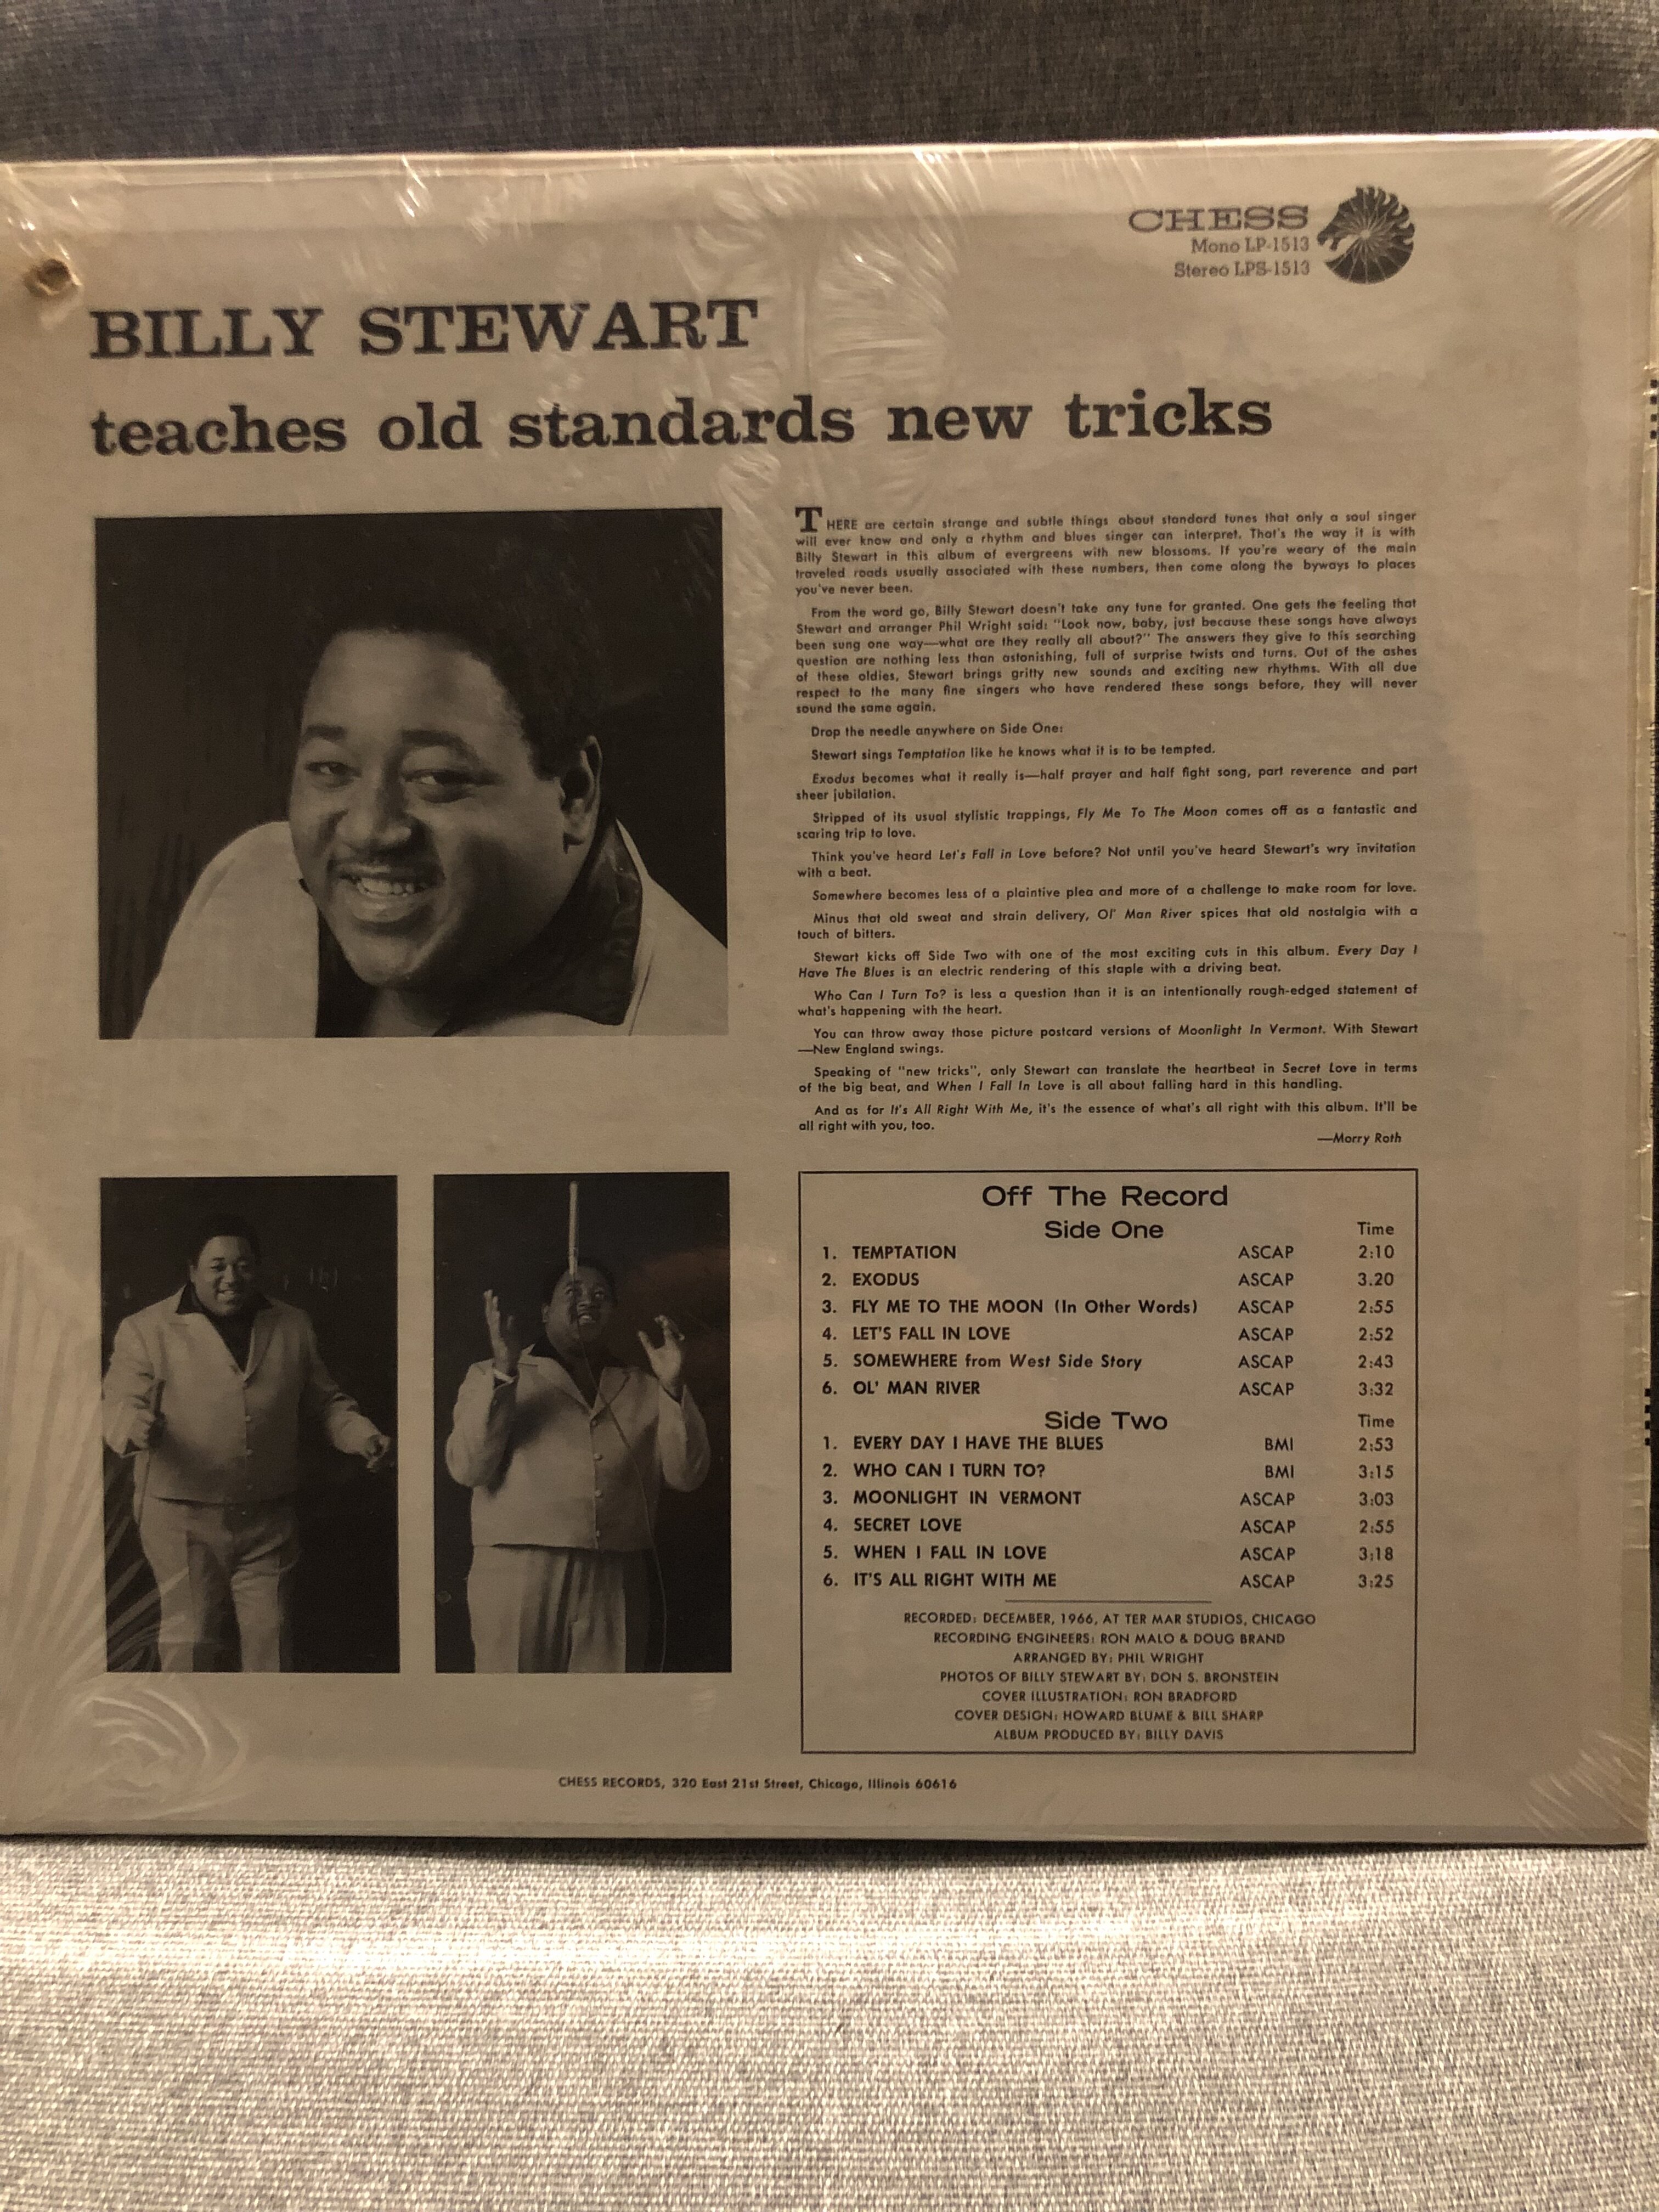 CHESS
Mono LP-1513
Stereo LPS-1513
BILLY STEWART
teaches old standards new tricks
THERE are certain strange and subtle things about standard tunes that only a soul singer
will ever know and only a rhythm and blues singer can interpret. That's the way it is with
Billy Stewart in this album of evergreens with new blossoms. If you're weary of the main
traveled roads usually associated with these numbers, then come along the byways to places
you've never been.
From the word go, Billy Stewart doesn't take any tune for granted. One gets the feeling that
Stewart and arranger Phil Wright said: "Look now, baby, just because these songs have always
been sung one way—what are they really all about?" The answers they give to this searching
question are nothing less than astonishing, full of surprise twists and turns. Out of the ashes
of these oldies, Stewart brings gritty new sounds and exciting new rhythms. With all due
respect to the many fine singers who have rendered these songs before, they will never
sound the same again.
Drop the needle anywhere on Side One:
Stewart sings Temptation like he knows what it is to be tempted.
Exodus becomes what it really is—half prayer and half fight song, part reverence and part
sheer jubilation.
Stripped of its usual stylistic trappings, Fly Me To The Moon comes off as a fantastic and
scaring trip to love.
Think you've heard Let's Fall in Love before? Not until you've heard Stewart's wry invitation
with a beat.
Somewhere becomes less of a plaintive plea and more of a challenge to make room for love.
Minus that old sweat and strain delivery, Ol' Man River spices that old nostalgia with a
touch of bitters.
Stewart kicks off Side Two with one of the most exciting cuts in this album. Every Day I
Have The Blues is an electric rendering of this staple with a driving beat.
Who Can I Turn To? is less a question than it is an intentionally rough-edged statement of
what's happening with the heart.
You can throw away those picture postcard versions of Moonlight In Vermont. With Stewart
—New England swings.
Speaking of "new tricks", only Stewart can translate the heartbeat in Secret Love in terms
of the big beat, and When I Fall In Love is all about falling hard in this handling.
And as for It's All Right With Me, it's the essence of what's all right with this album. It'll be
all right with you, too.
—Morry Roth
Off The Record
Side One Time
1. TEMPTATION ASCAP 2:10
2. EXODUS ASCAP 3.20
3. FLY ME TO THE MOON (In Other Words) ASCAP 2:55
4. LET'S FALL IN LOVE ASCAP 2:52
5. SOMEWHERE from West Side Story ASCAP 2:43
6. OL' MAN RIVER ASCAP 3:32
Side Two Time
1. EVERY DAY I HAVE THE BLUES BMI 2:53
2. WHO CAN I TURN TO? BMI 3:15
3. MOONLIGHT IN VERMONT ASCAP 3:03
4. SECRET LOVE ASCAP 2:55
5. WHEN I FALL IN LOVE ASCAP 3:18
6. IT'S ALL RIGHT WITH ME ASCAP 3:25
RECORDED: DECEMBER, 1966, AT TER MAR STUDIOS, CHICAGO
RECORDING ENGINEERS: RON MALO & DOUG BRAND
ARRANGED BY: PHIL WRIGHT
PHOTOS OF BILLY STEWART BY: DON S. BRONSTEIN
COVER ILLUSTRATION: RON BRADFORD
COVER DESIGN: HOWARD BLUME & BILL SHARP
ALBUM PRODUCED BY: BILLY DAVIS
CHESS RECORDS, 320 East 21st Street, Chicago, Illinois 60616